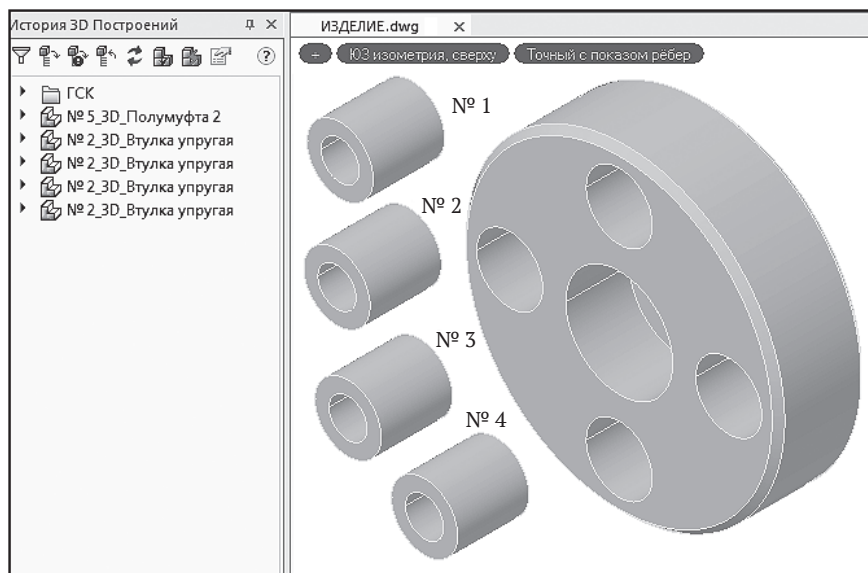 История 3D Построений
ИЗДЕЛИЕ.dwg
+
ЮЗ изометрия, сверху
Точный с показом рёбер
ГСК
№ 5_3D_Полумуфта 2
№ 2_3D_Втулка упругая
№ 2_3D_Втулка упругая
№ 2_3D_Втулка упругая
№ 2_3D_Втулка упругая
№ 1
№ 2
№ 3
№ 4